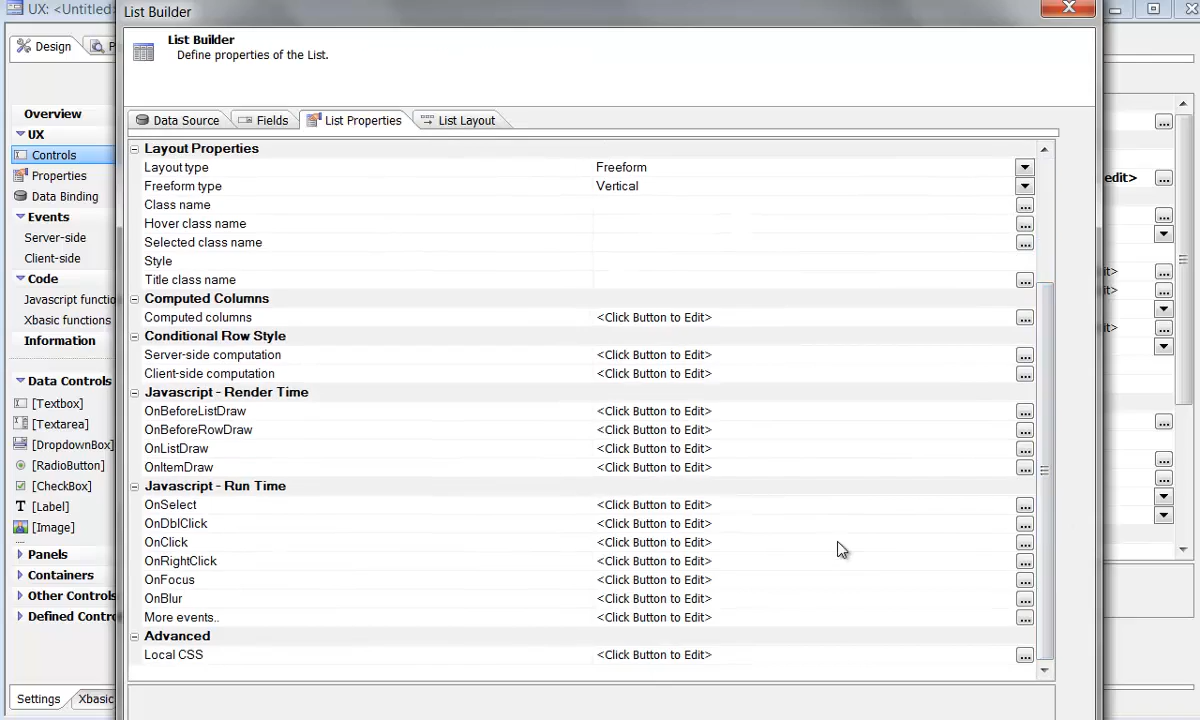 UX: <Untitled
List Builder
List Builder
Define properties of the List.
Design
Data Source
Fields
List Properties
List Layout
Overview
UX
Controls
Properties
Data Binding
Events
Server-side
Client-side
Code
Javascript functio
Xbasic functions
Information
Data Controls
[Textbox]
[Textarea]
[DropdownBox]
[RadioButton]
[CheckBox]
[Label]
[Image]
Panels
Containers
Other Controls
Defined Contro
Settings
Xbasic
Layout Properties
Layout type Freeform
Freeform type Vertical
Class name
Hover class name
Selected class name
Style
Title class name
Computed Columns
Computed columns <Click Button to Edit>
Conditional Row Style
Server-side computation <Click Button to Edit>
Client-side computation <Click Button to Edit>
Javascript - Render Time
OnBeforeListDraw <Click Button to Edit>
OnBeforeRowDraw <Click Button to Edit>
OnListDraw <Click Button to Edit>
OnItemDraw <Click Button to Edit>
Javascript - Run Time
OnSelect <Click Button to Edit>
OnDblClick <Click Button to Edit>
OnClick <Click Button to Edit>
OnRightClick <Click Button to Edit>
OnFocus <Click Button to Edit>
OnBlur <Click Button to Edit>
More events.. <Click Button to Edit>
Advanced
Local CSS <Click Button to Edit>
edit>
it>
it>
it>